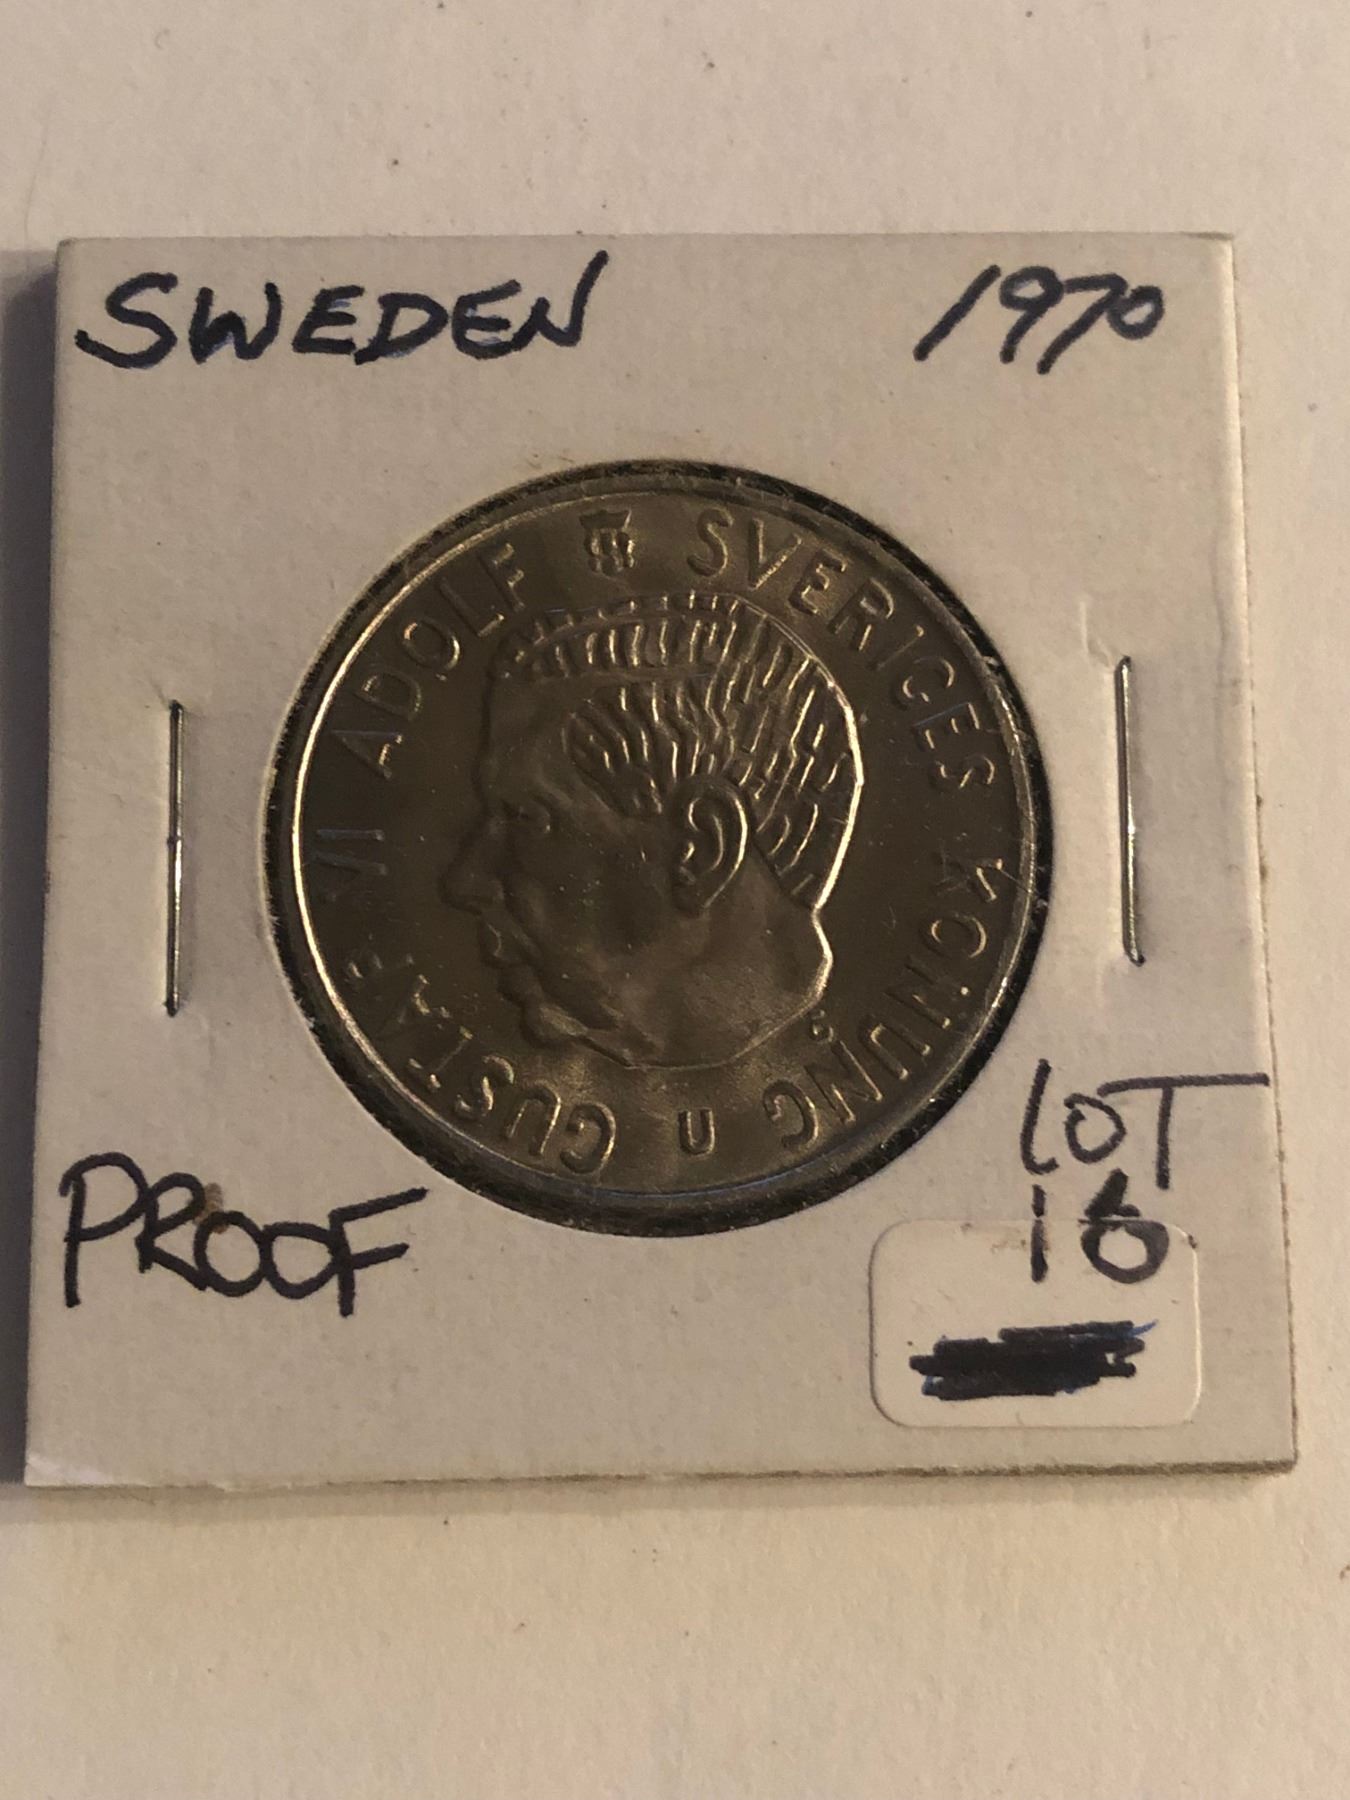 SWEDEN 1970
GUSTAF VI ADOLF SVERIGES KONUNG U
PROOF
LOT
16